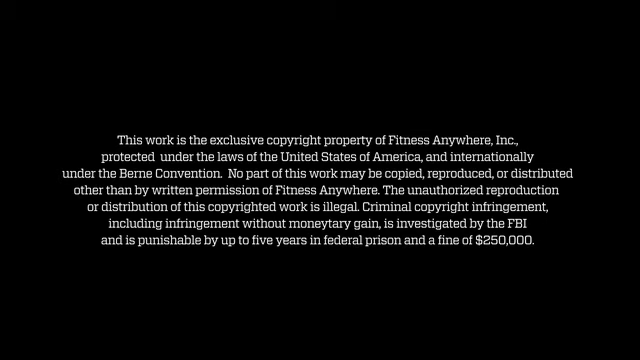 This work is the exclusive copyright property of Fitness Anywhere, Inc.,
protected  under the laws of the United States of America, and internationally
under the Berne Convention.  No part of this work may be copied, reproduced, or distributed
other than by written permission of Fitness Anywhere. The unauthorized reproduction
or distribution of this copyrighted work is illegal. Criminal copyright infringement,
including infringement without moneytary gain, is investigated by the FBI
and is punishable by up to five years in federal prison and a fine of $250,000.